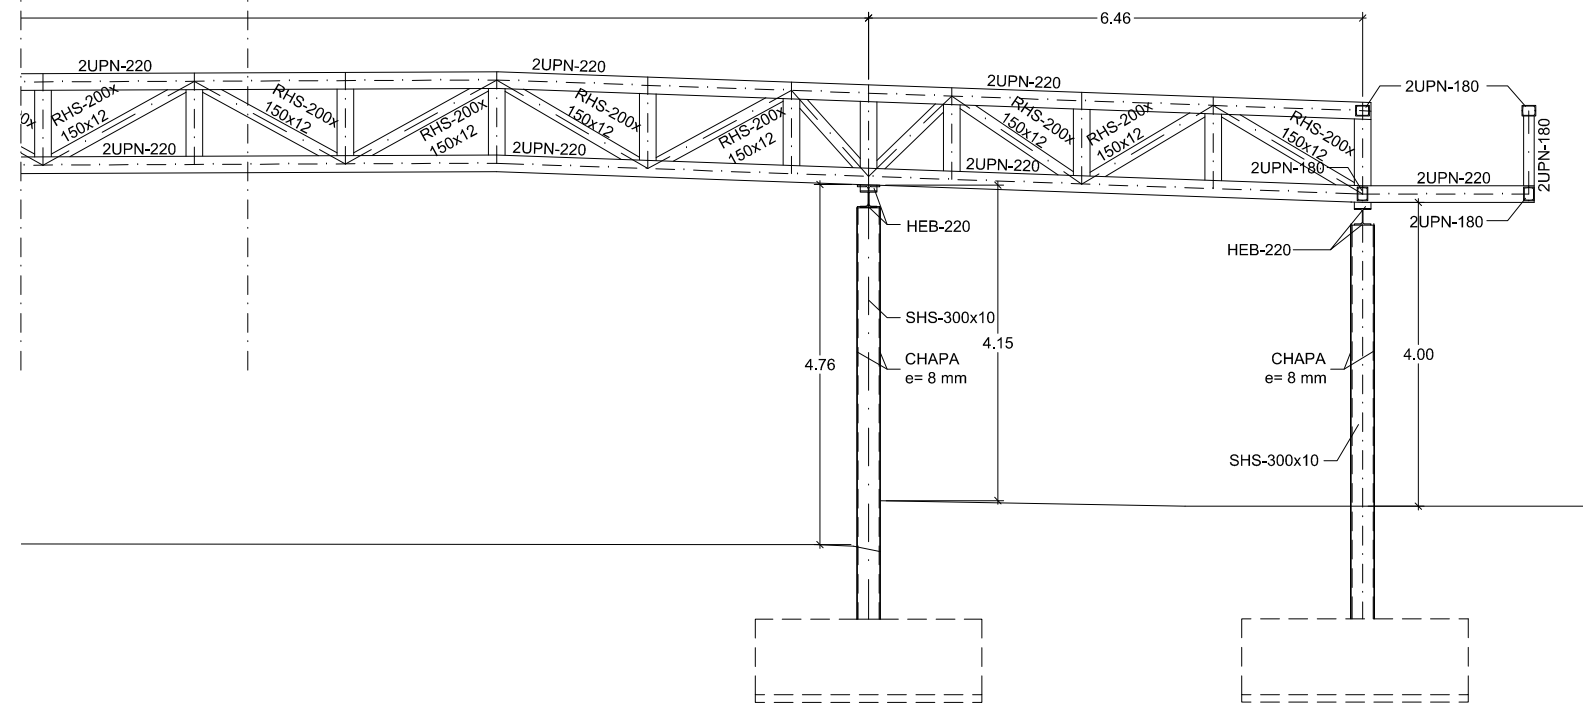 6.46
2UPN-220
2UPN-220
2UPN-220
2UPN-180
RHS-200x
150x12
RHS-200x
150x12
RHS-200x
150x12
RHS-200x
150x12
RHS-200x
150x12
RHS-200x
150x12
RHS-200x
150x12
RHS-200x
150x12
2UPN-180
2UPN-220
2UPN-220
2UPN-220
2UPN-180
2UPN-220
2UPN-180
HEB-220
HEB-220
SHS-300x10
4.15
4.76
CHAPA
e= 8 mm
CHAPA
e= 8 mm
4.00
SHS-300x10